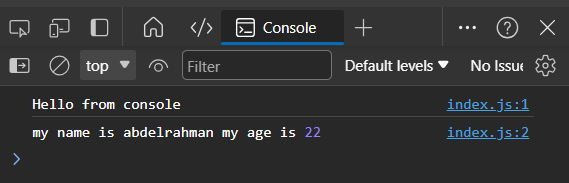 Console
top
Filter
Default levels
No Issue
Hello from console index.js:1
my name is abdelrahman my age is 22 index.js:2